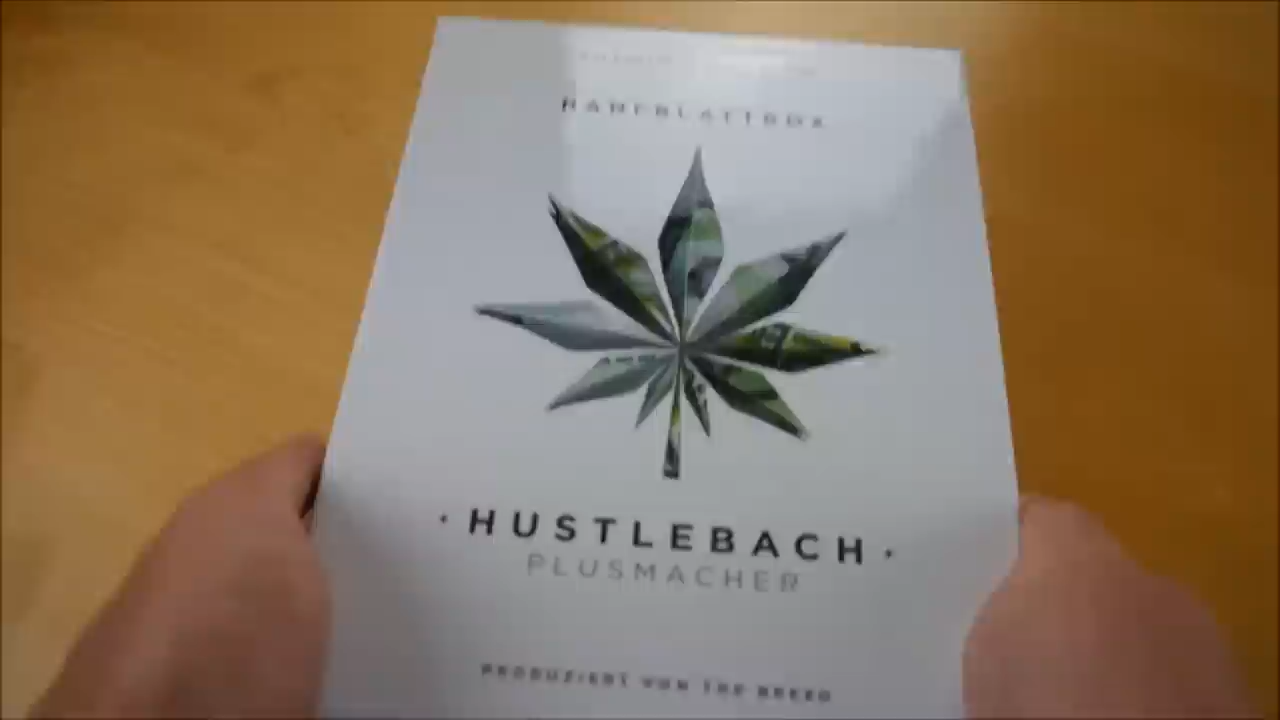 HANFBLATTBOX
· HUSTLEBACH ·
PLUSMACHER
PRODUZIERT VON THE BREED